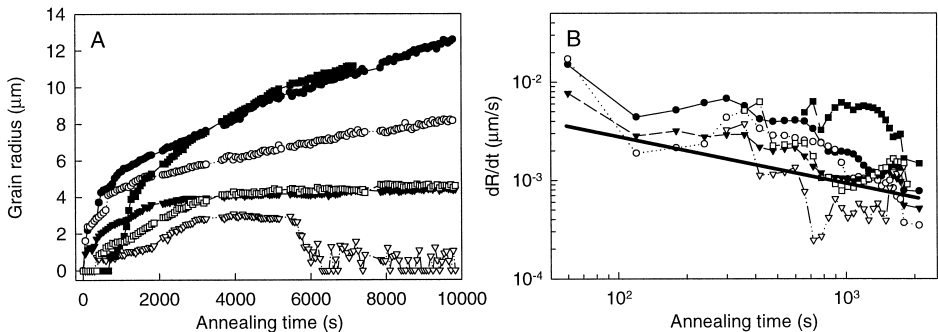 14
12
10
8
6
4
2
0
Grain radius (μm)
A
0 2000 4000 6000 8000 10000
Annealing time (s)
B
10⁻²
10⁻³
10⁻⁴
dR/dt (μm/s)
10² 10³
Annealing time (s)